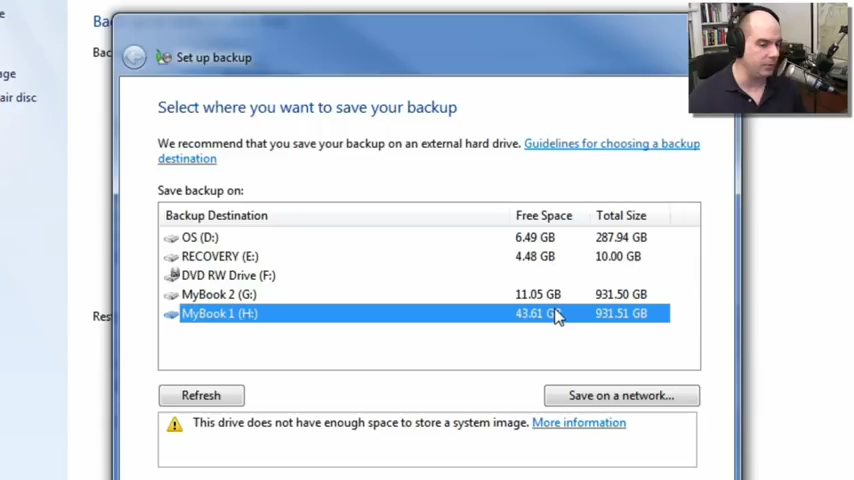 Set up backup
Select where you want to save your backup
We recommend that you save your backup on an external hard drive. Guidelines for choosing a backup
destination
Save backup on:
Backup Destination Free Space Total Size
OS (D:) 6.49 GB 287.94 GB
RECOVERY (E:) 4.48 GB 10.00 GB
DVD RW Drive (F:)
MyBook 2 (G:) 11.05 GB 931.50 GB
MyBook 1 (H:) 43.61 931.51 GB
Refresh Save on a network...
This drive does not have enough space to store a system image. More information